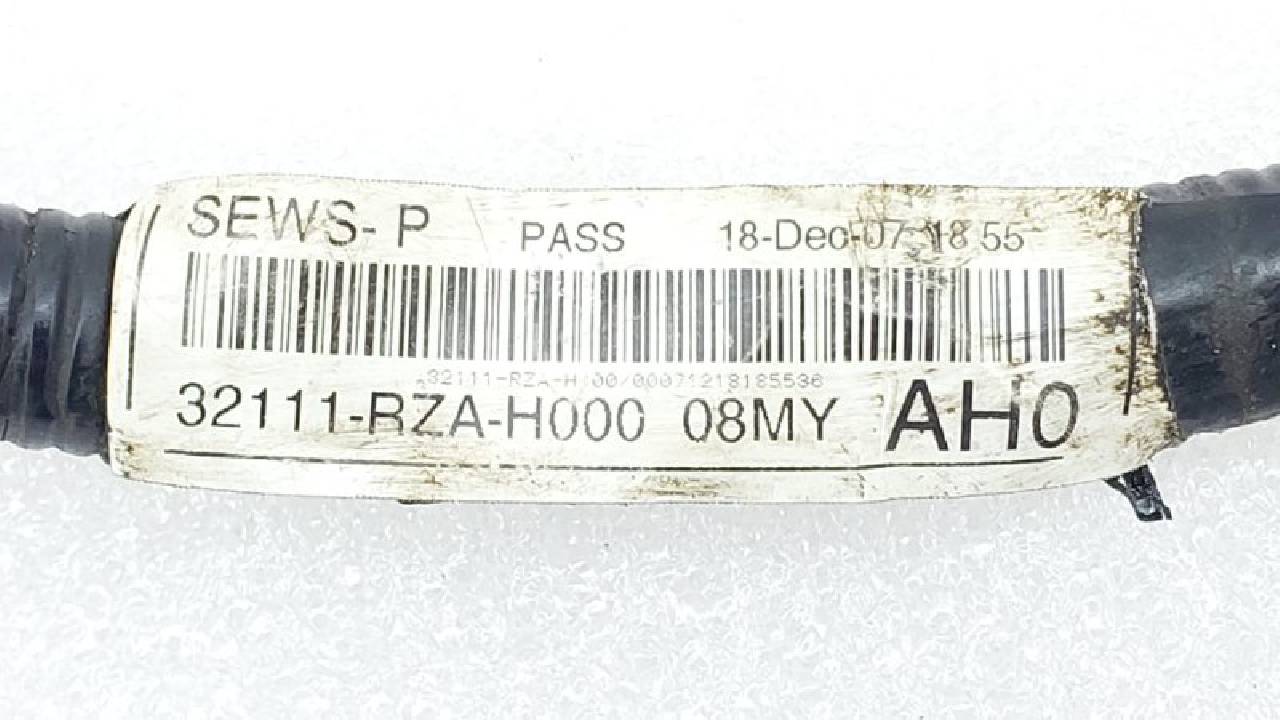 SEWS-P PASS 18-Dec-07 18 55
32111-RZA-H000 08MY AH0